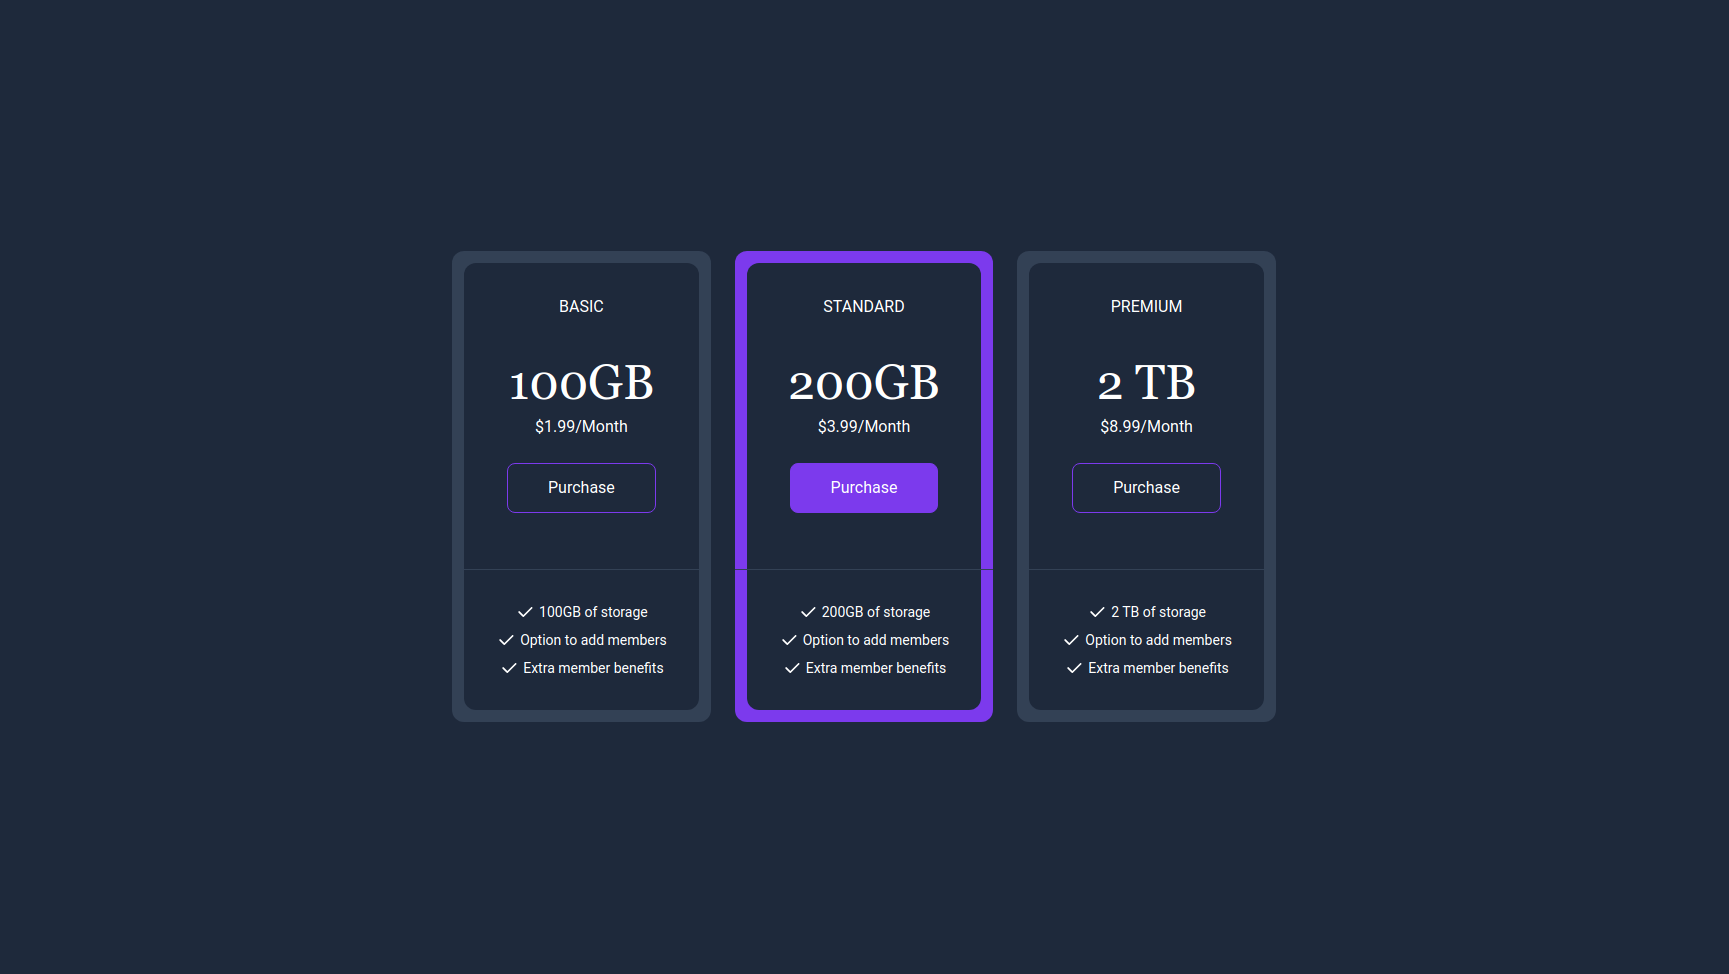 BASIC
100GB
$1.99/Month
Purchase
100GB of storage
Option to add members
Extra member benefits
STANDARD
200GB
$3.99/Month
Purchase
200GB of storage
Option to add members
Extra member benefits
PREMIUM
2 TB
$8.99/Month
Purchase
2 TB of storage
Option to add members
Extra member benefits